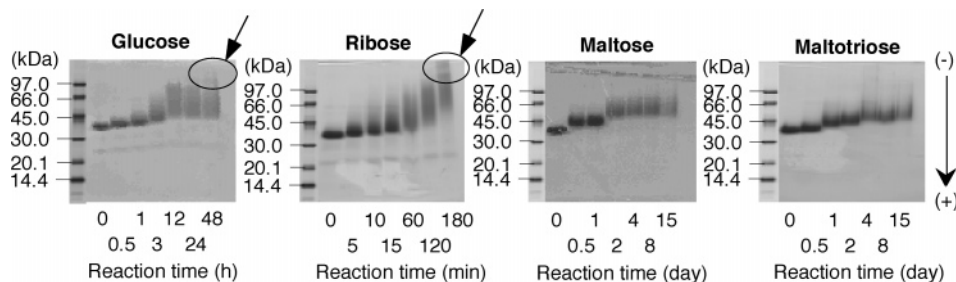 Glucose
(kDa)
97.0
66.0
45.0
30.0
20.1
14.4
0 1 12 48
0.5 3 24
Reaction time (h)
Ribose
(kDa)
97.0
66.0
45.0
30.0
20.1
14.4
0 10 60 180
5 15 120
Reaction time (min)
Maltose
(kDa)
97.0
66.0
45.0
30.0
20.1
14.4
0 1 4 15
0.5 2 8
Reaction time (day)
Maltotriose
(kDa)
97.0
66.0
45.0
30.0
20.1
14.4
0 1 4 15
0.5 2 8
Reaction time (day)
(-)
(+)